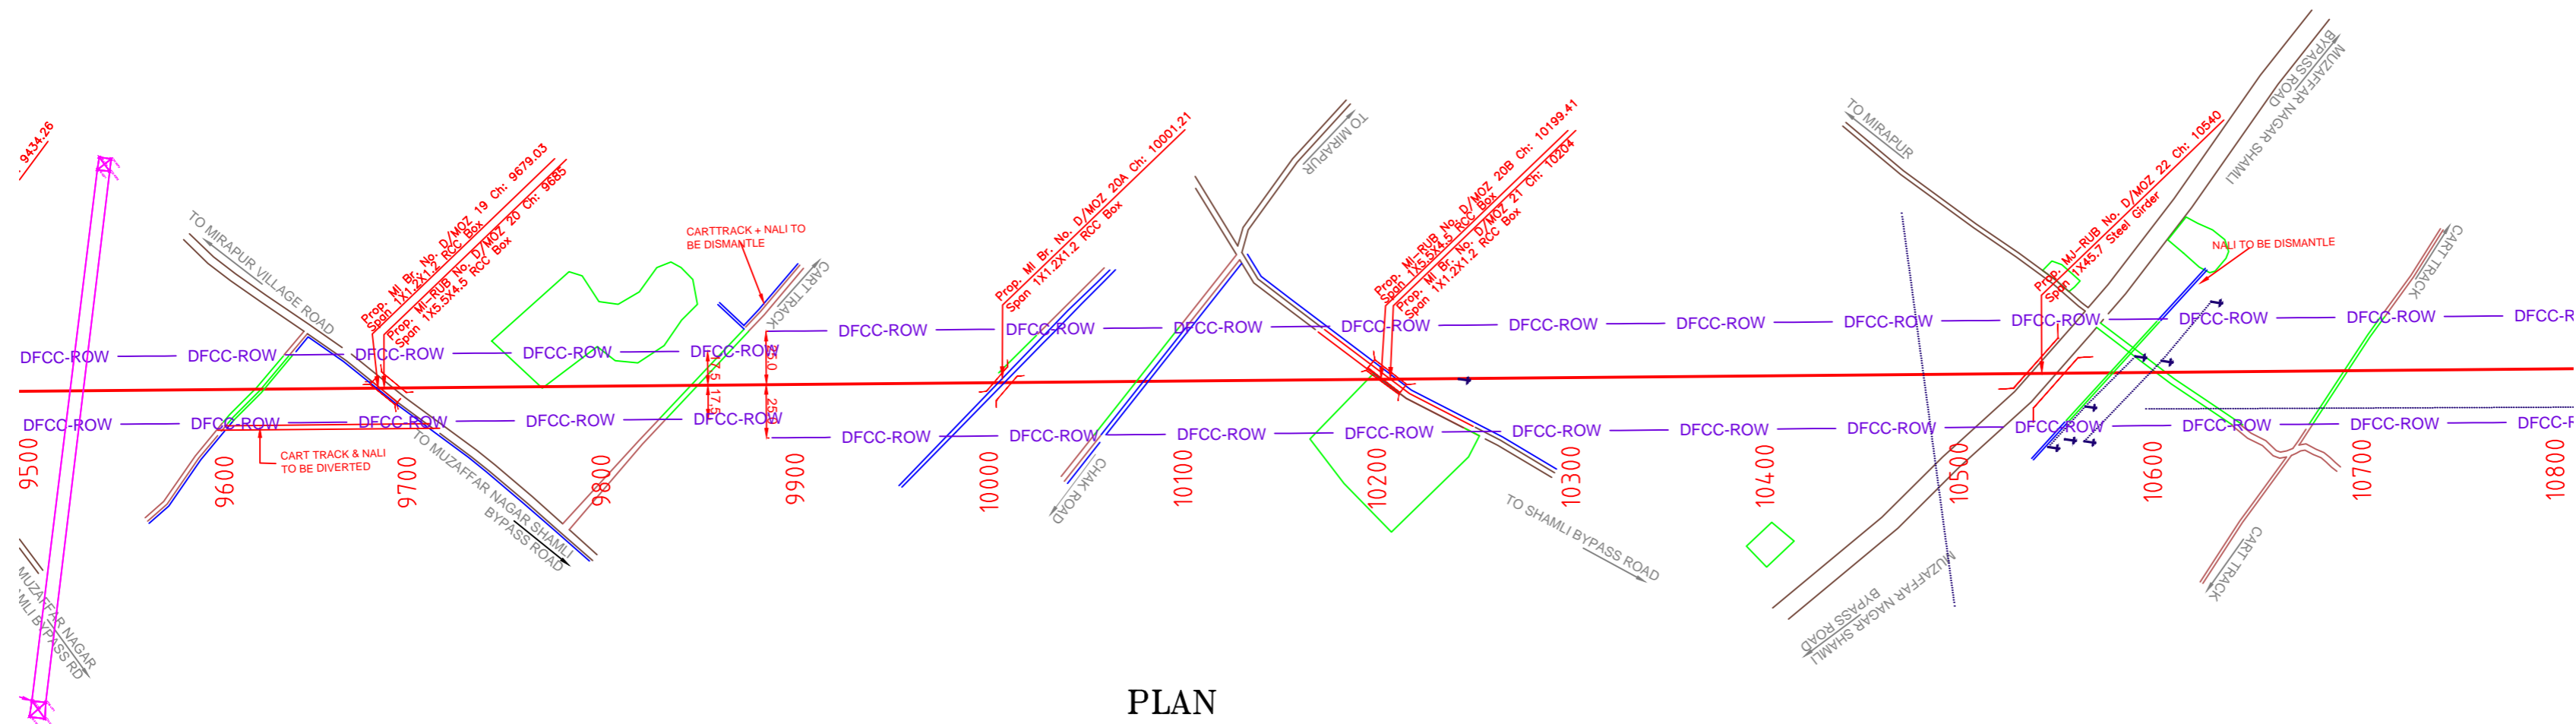 9434.26
TO MIRAPUR VILLAGE ROAD
Prop. MI Br. No. D/MOZ 19 Ch: 9679.03
Span 1X1.2X1.2 RCC Box
Prop. MI-RUB No. D/MOZ 20 Ch: 9685
Span 1X5.5X4.5 RCC Box
CARTTRACK + NALI TO
BE DISMANTLE
CART TRACK
Prop. MI Br. No. D/MOZ 20A Ch: 10001.21
Span 1X1.2X1.2 RCC Box
TO MIRAPUR
Prop. MI-RUB No. D/MOZ 20B Ch: 10199.41
Span 1X5.5X4.5 RCC Box
Prop. MI Br. No. D/MOZ 21 Ch: 10204
Span 1X1.2X1.2 RCC Box
TO MIRAPUR
Prop. MJ-RUB No. D/MOZ 22 Ch: 10540
Span 1X45.7 Steel Girder
MUZAFFAR NAGAR SHAMLI
BYPASS ROAD
NALI TO BE DISMANTLE
CART TRACK
DFCC-ROW DFCC-ROW DFCC-ROW DFCC-ROW DFCC-ROW DFCC-ROW DFCC-ROW DFCC-ROW DFCC-ROW DFCC-ROW DFCC-ROW DFCC-ROW DFCC-ROW DFCC-ROW DFCC-ROW DFCC-R
17.5
17.5
DFCC-ROW DFCC-ROW DFCC-ROW DFCC-ROW DFCC-ROW DFCC-ROW DFCC-ROW DFCC-ROW DFCC-ROW DFCC-ROW DFCC-ROW DFCC-ROW DFCC-ROW DFCC-ROW DFCC-ROW DFCC-R
CART TRACK & NALI
TO BE DIVERTED
TO MUZAFFAR NAGAR SHAMLI
BYPASS ROAD
CHAK ROAD
TO SHAMLI BYPASS ROAD
MUZAFFAR NAGAR SHAMLI
BYPASS ROAD
CART TRACK
9500 9600 9700 9800 9900 10000 10100 10200 10300 10400 10500 10600 10700 10800
MUZAFFAR NAGAR
MLI BYPASS RD
PLAN